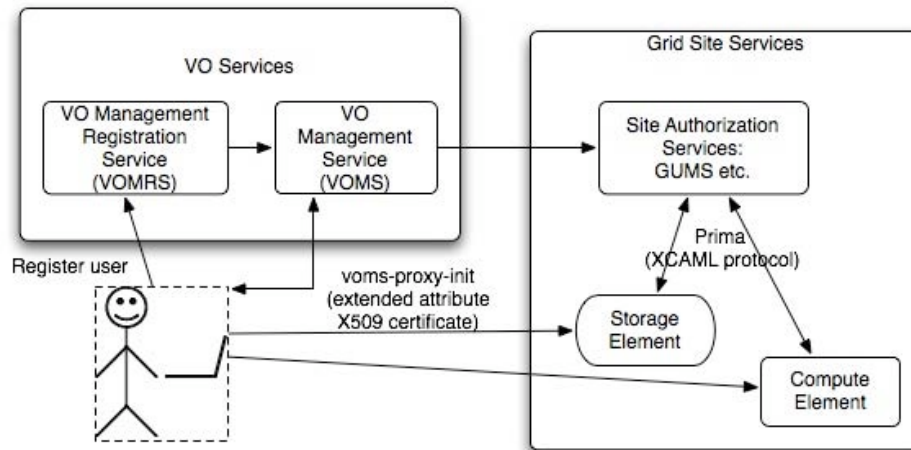 VO Services
VO Management
Registration
Service
(VOMRS)
VO
Management
Service
(VOMS)
Register user
voms-proxy-init
(extended attribute
X509 certificate)
Grid Site Services
Site Authorization
Services:
GUMS etc.
Prima
(XCAML protocol)
Storage
Element
Compute
Element